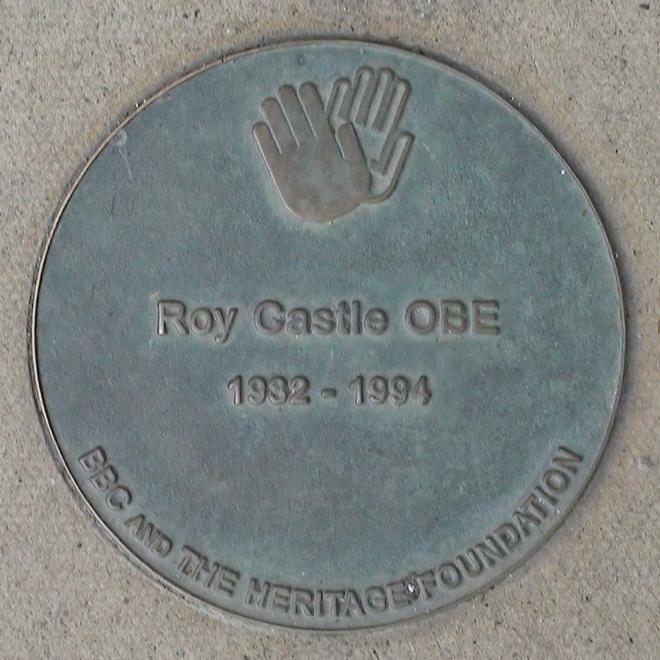 Roy Castle OBE
1932 - 1994
BBC AND THE HERITAGE FOUNDATION